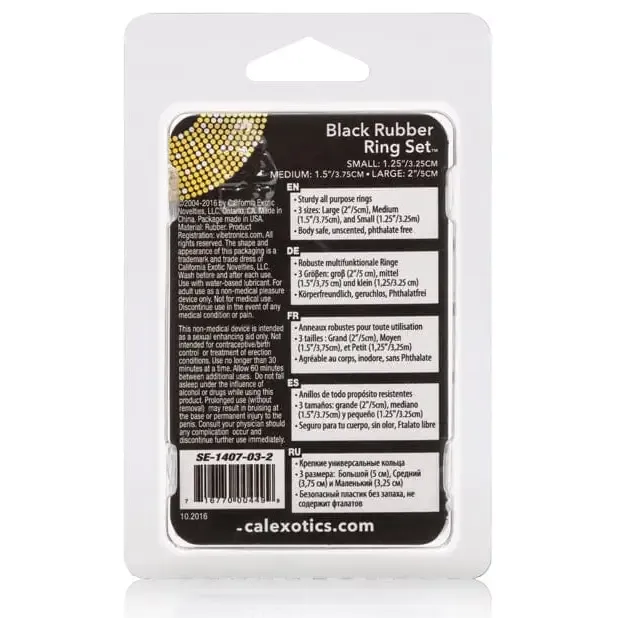 Black Rubber
Ring Set™
SMALL: 1.25"/3.25CM
MEDIUM: 1.5"/3.75CM • LARGE: 2"/5CM
©2004-2016 by California Exotic
Novelties, LLC. Ontario, CA. Made in
China. Package made in USA.
Material: Rubber. Product
Registration: vibetronics.com. All
rights reserved. The shape and
appearance of this packaging is a
trademark and trade dress of
California Exotic Novelties, LLC.
Wash before and after each use.
Use with water-based lubricant. For
adult use as a non-medical pleasure
device only. Not for medical use.
Discontinue use in the event of any
medical condition or pain.
This non-medical device is intended
as a sexual enhancing aid only. Not
intended for contraceptive/birth
control or treatment of erection
conditions. Use no longer than 30
minutes at a time. Allow 60 minutes
between additional uses. Do not fall
asleep under the influence of
alcohol or drugs while using this
product. Prolonged use (without
removal) may result in bruising at
the base or permanent injury to the
penis. Consult your physician should
any complication occur and
discontinue further use immediately.
SE-1407-03-2
7 16770 00449 8
10.2016
EN
• Sturdy all purpose rings
• 3 sizes: Large (2"/5cm), Medium
(1.5"/3.75cm), and Small (1.25"/3.25m)
• Body safe, unscented, phthalate free
DE
• Robuste multifunktionale Ringe
• 3 Größen: groß (2"/5 cm), mittel
(1.5"/3,75 cm) und klein (1,25/3.25 cm)
• Körperfreundlich, geruchlos, Phthalatfrei
FR
• Anneaux robustes pour toute utilisation
• 3 tailles : Grand (2"/5cm), Moyen
(1.5"/3,75cm), et Petit (1,25"/3,25m)
• Agréable au corps, inodore, sans Phthalate
ES
• Anillos de todo propósito resistentes
• 3 tamaños: grande (2"/5cm), mediano
(1.5"/3.75cm) y pequeño (1.25"/3.25cm)
• Seguro para tu cuerpo, sin olor, Ftalato libre
RU
• Крепкие универсальные кольца
• 3 размера: Большой (5 см), Средний
(3,75 см) и Маленький (3,25 см)
• Безопасный пластик без запаха, не
содержит фталатов
calexotics.com